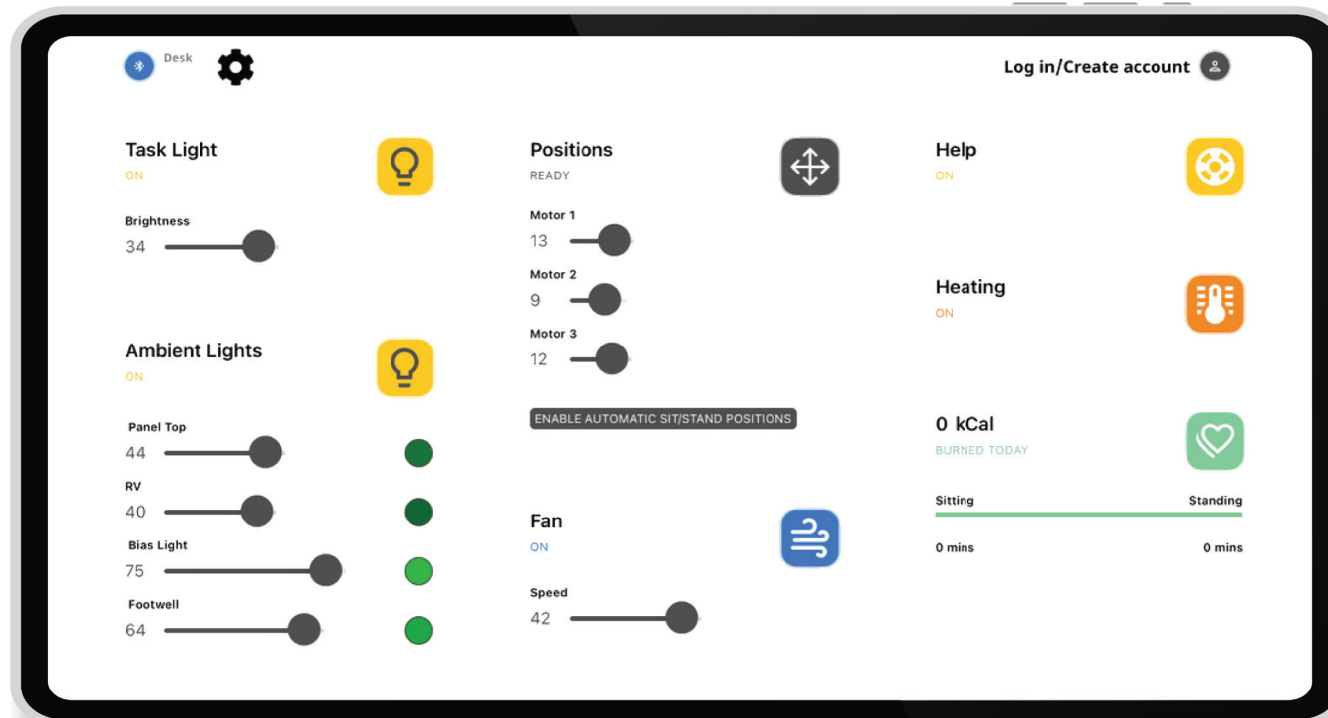 Desk
Log in/Create account
Task Light
ON
Brightness
34
Ambient Lights
ON
Panel Top
44
RV
40
Bias Light
75
Footwell
64
Positions
READY
Motor 1
13
Motor 2
9
Motor 3
12
ENABLE AUTOMATIC SIT/STAND POSITIONS
Fan
ON
Speed
42
Help
ON
Heating
ON
0 kCal
BURNED TODAY
Sitting Standing
0 mins 0 mins